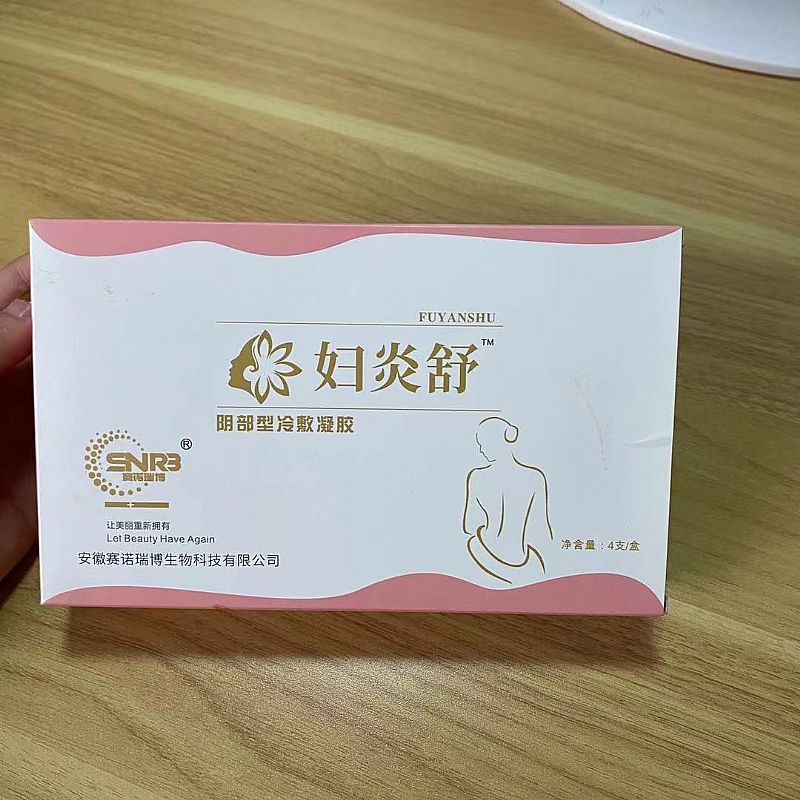 FUYANSHU
妇炎舒™
阴部型冷敷凝胶
SNRB®
赛诺瑞博
让美丽重新拥有
Let Beauty Have Again
安徽赛诺瑞博生物科技有限公司
净含量：4支/盒